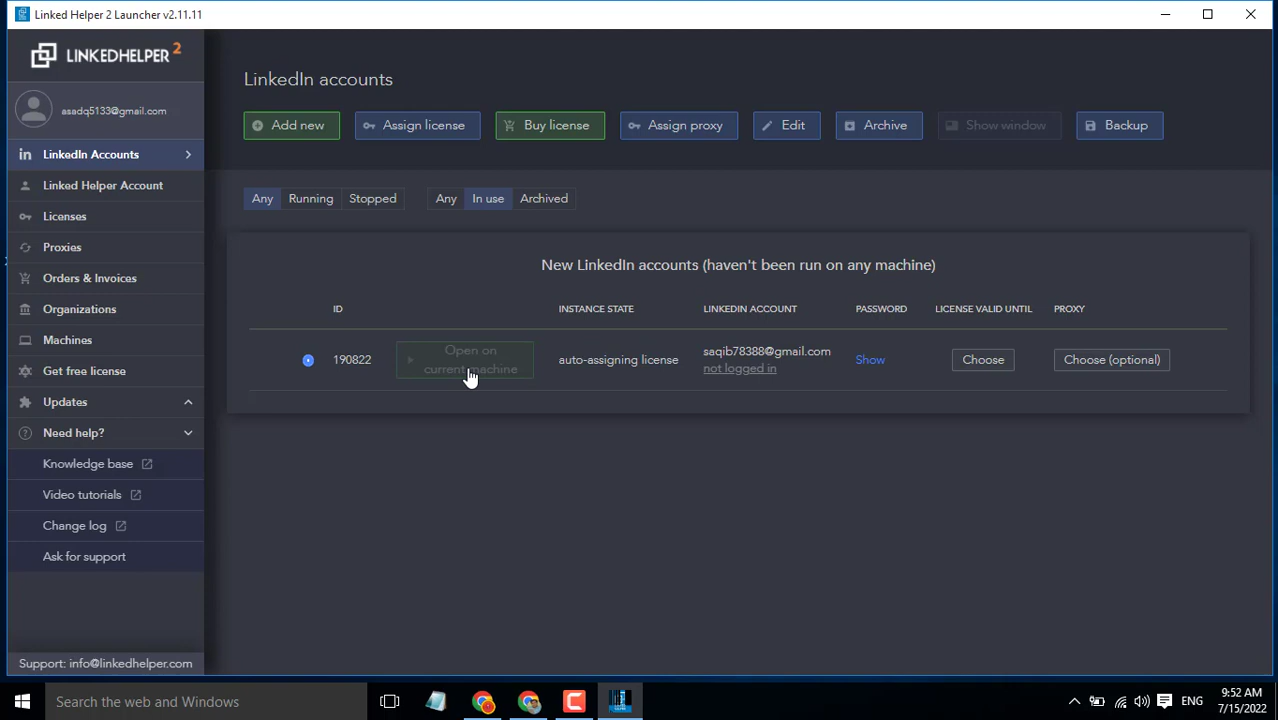 Linked Helper 2 Launcher v2.11.11
LINKEDHELPER 2
asadq5133@gmail.com
LinkedIn Accounts
Linked Helper Account
Licenses
Proxies
Orders & Invoices
Organizations
Machines
Get free license
Updates
Need help?
Knowledge base
Video tutorials
Change log
Ask for support
Support: info@linkedhelper.com
LinkedIn accounts
Add new
Assign license
Buy license
Assign proxy
Edit
Archive
Show window
Backup
Any Running Stopped
Any In use Archived
New LinkedIn accounts (haven't been run on any machine)
ID INSTANCE STATE LINKEDIN ACCOUNT PASSWORD LICENSE VALID UNTIL PROXY
190822
Open on
current machine
auto-assigning license
saqib78388@gmail.com
not logged in
Show
Choose
Choose (optional)
Search the web and Windows
ENG
9:52 AM
7/15/2022